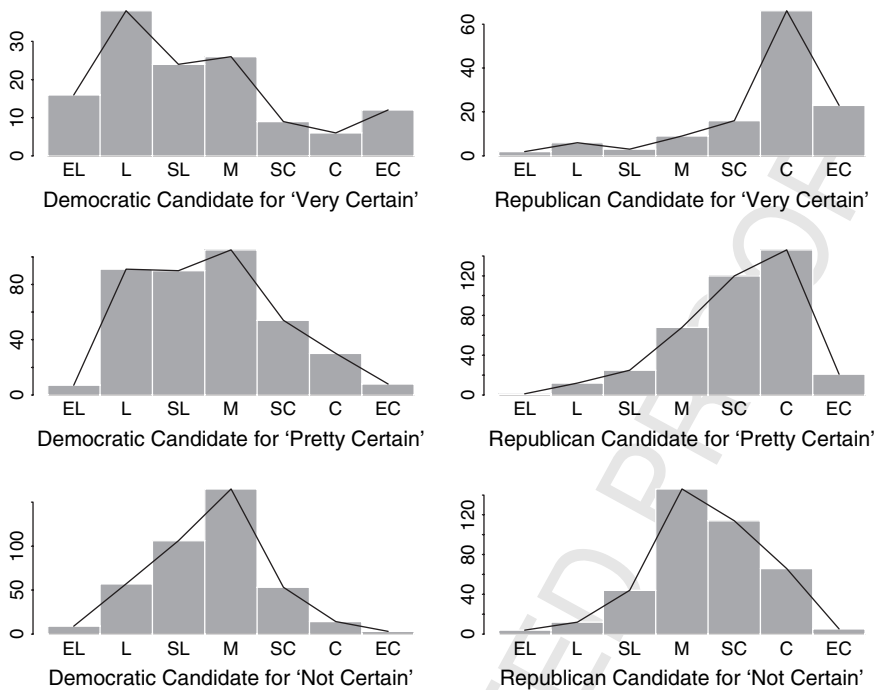 0 10 20 30
EL L SL M SC C EC
Democratic Candidate for ‘Very Certain’
0 20 40 60
EL L SL M SC C EC
Republican Candidate for ‘Very Certain’
0 40 80
EL L SL M SC C EC
Democratic Candidate for ‘Pretty Certain’
0 40 80 120
EL L SL M SC C EC
Republican Candidate for ‘Pretty Certain’
0 50 100
EL L SL M SC C EC
Democratic Candidate for ‘Not Certain’
0 40 80 120
EL L SL M SC C EC
Republican Candidate for ‘Not Certain’